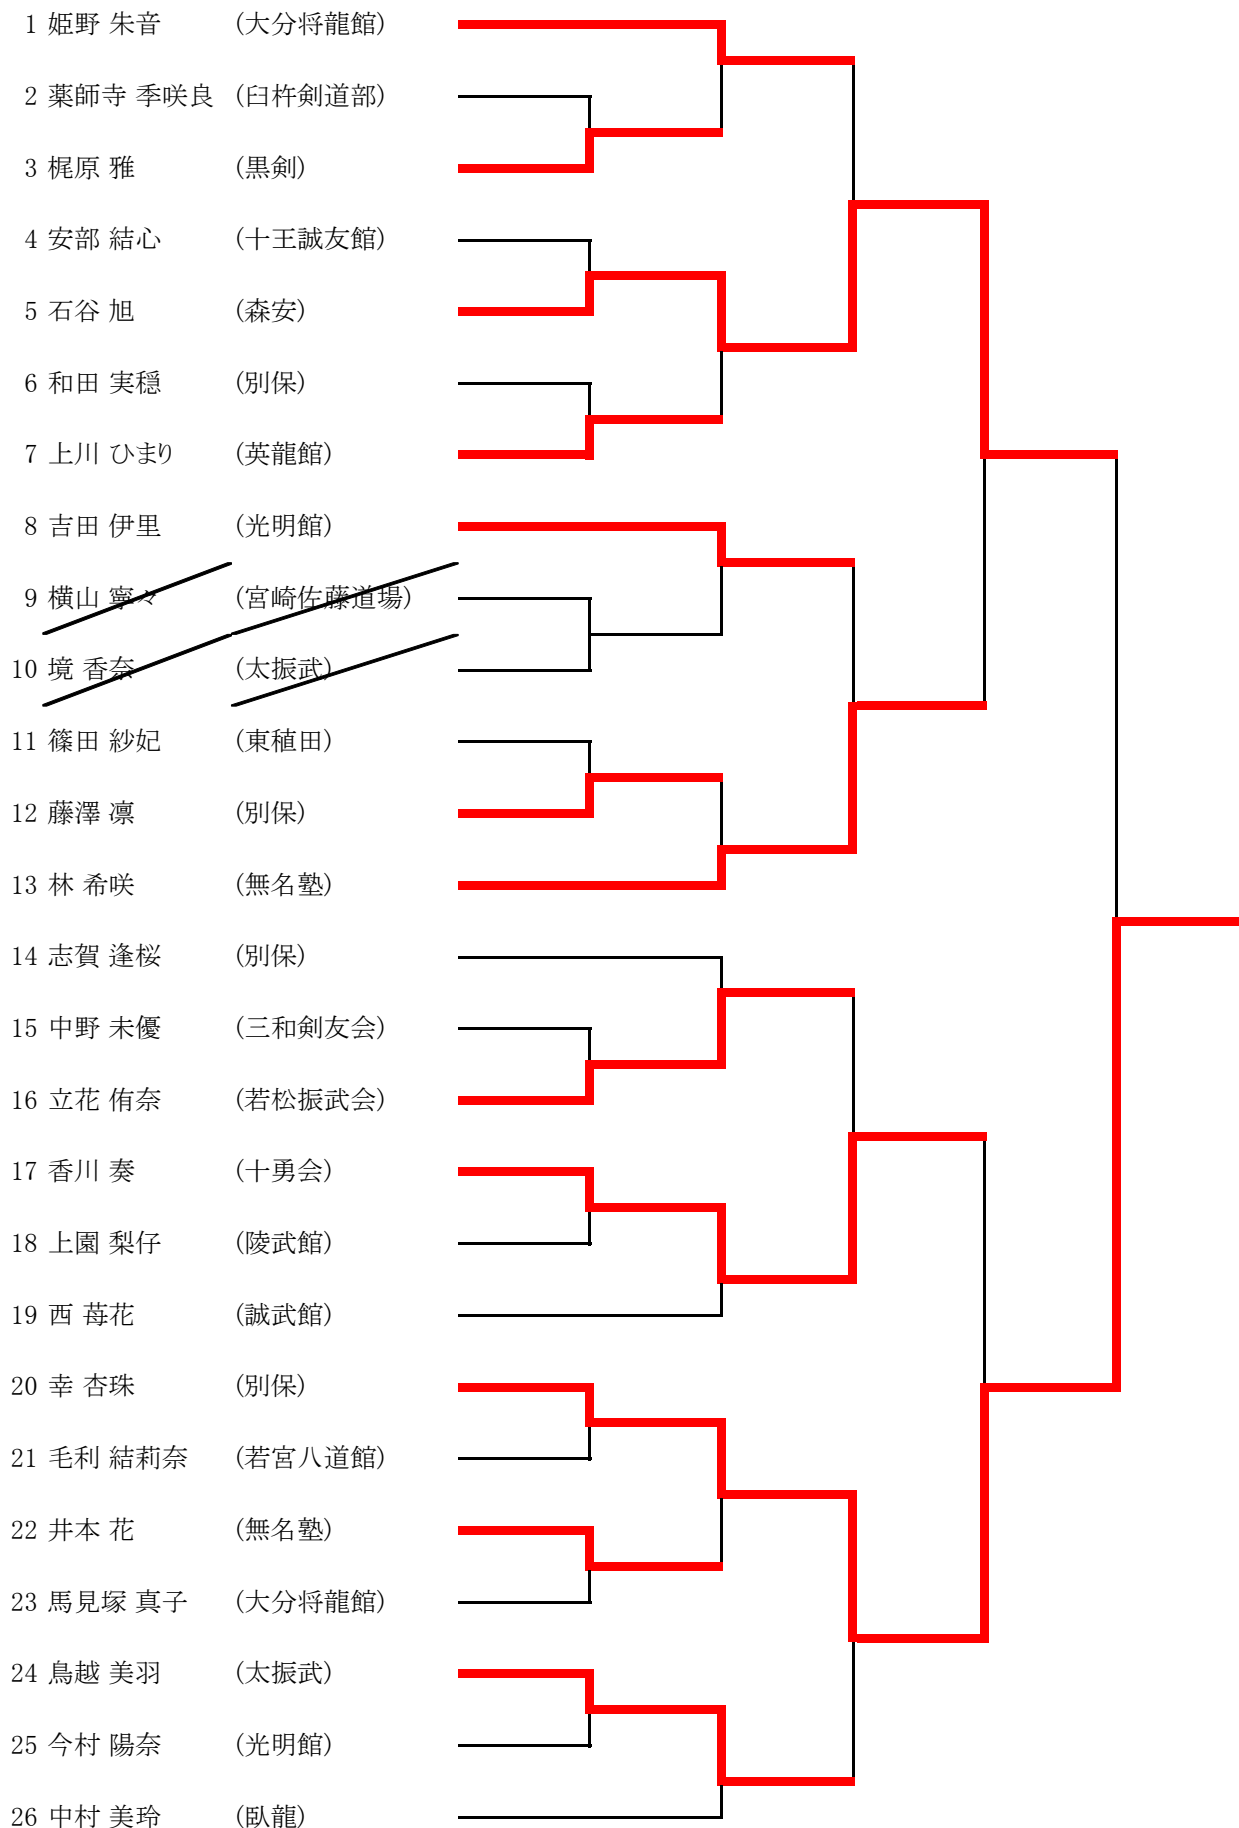 1 姫野 朱音 (大分将龍館)
2 薬師寺 季咲良 (臼杵剣道部)
3 梶原 雅 (黒剣)
4 安部 結心 (十王誠友館)
5 石谷 旭 (森安)
6 和田 実穏 (別保)
7 上川 ひまり (英龍館)
8 吉田 伊里 (光明館)
9 横山 寧々 (宮崎佐藤道場)
10 境 香奈 (太振武)
11 篠田 紗妃 (東稙田)
12 藤澤 凛 (別保)
13 林 希咲 (無名塾)
14 志賀 逢桜 (別保)
15 中野 未優 (三和剣友会)
16 立花 侑奈 (若松振武会)
17 香川 奏 (十勇会)
18 上園 梨仔 (陵武館)
19 西 苺花 (誠武館)
20 幸 杏珠 (別保)
21 毛利 結莉奈 (若宮八道館)
22 井本 花 (無名塾)
23 馬見塚 真子 (大分将龍館)
24 鳥越 美羽 (太振武)
25 今村 陽奈 (光明館)
26 中村 美玲 (臥龍)